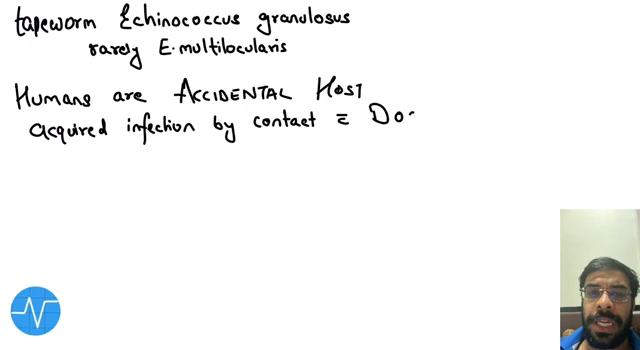 tapeworm Echinococcus granulosus
rarely E. multilocularis
Humans are ACCIDENTAL HOST
acquired infection by contact c̄ Do